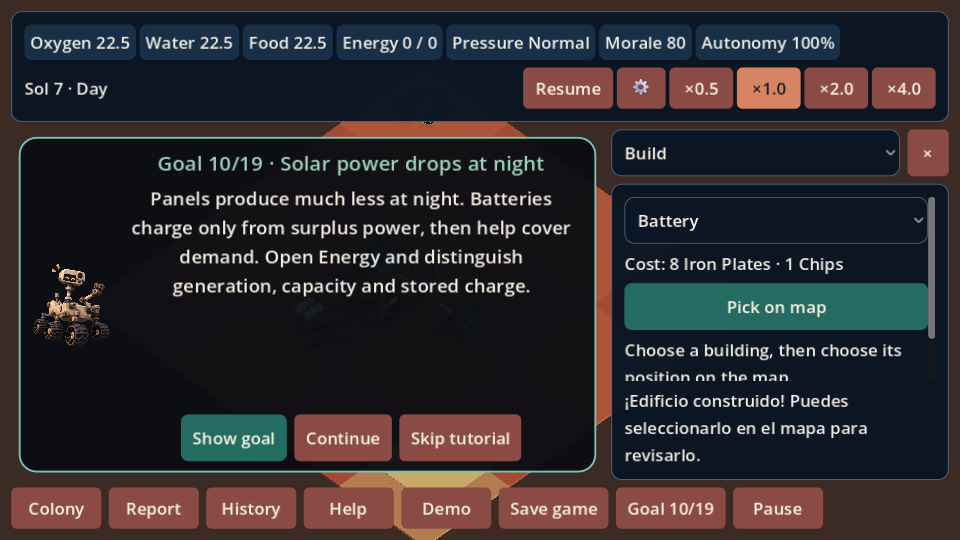 Oxygen 22.5 Water 22.5 Food 22.5 Energy 0 / 0 Pressure Normal Morale 80 Autonomy 100%
Sol 7 · Day
Resume ×0.5 ×1.0 ×2.0 ×4.0
Goal 10/19 · Solar power drops at night
Panels produce much less at night. Batteries
charge only from surplus power, then help cover
demand. Open Energy and distinguish
generation, capacity and stored charge.
Show goal Continue Skip tutorial
Build ×
Battery
Cost: 8 Iron Plates · 1 Chips
Pick on map
Choose a building, then choose its
position on the map.
¡Edificio construido! Puedes
seleccionarlo en el mapa para
revisarlo.
Colony Report History Help Demo Save game Goal 10/19 Pause